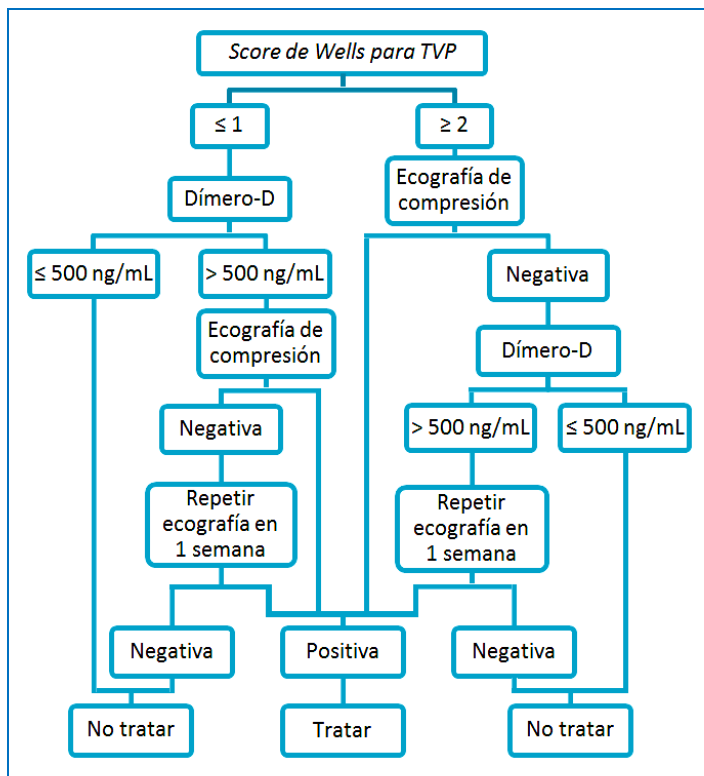 Score de Wells para TVP
≤ 1
≥ 2
Dímero-D
Ecografía de
compresión
≤ 500 ng/mL
> 500 ng/mL
Negativa
Ecografía de
compresión
Dímero-D
Negativa
> 500 ng/mL
≤ 500 ng/mL
Repetir
ecografía en
1 semana
Repetir
ecografía en
1 semana
Negativa
Positiva
Negativa
No tratar
Tratar
No tratar